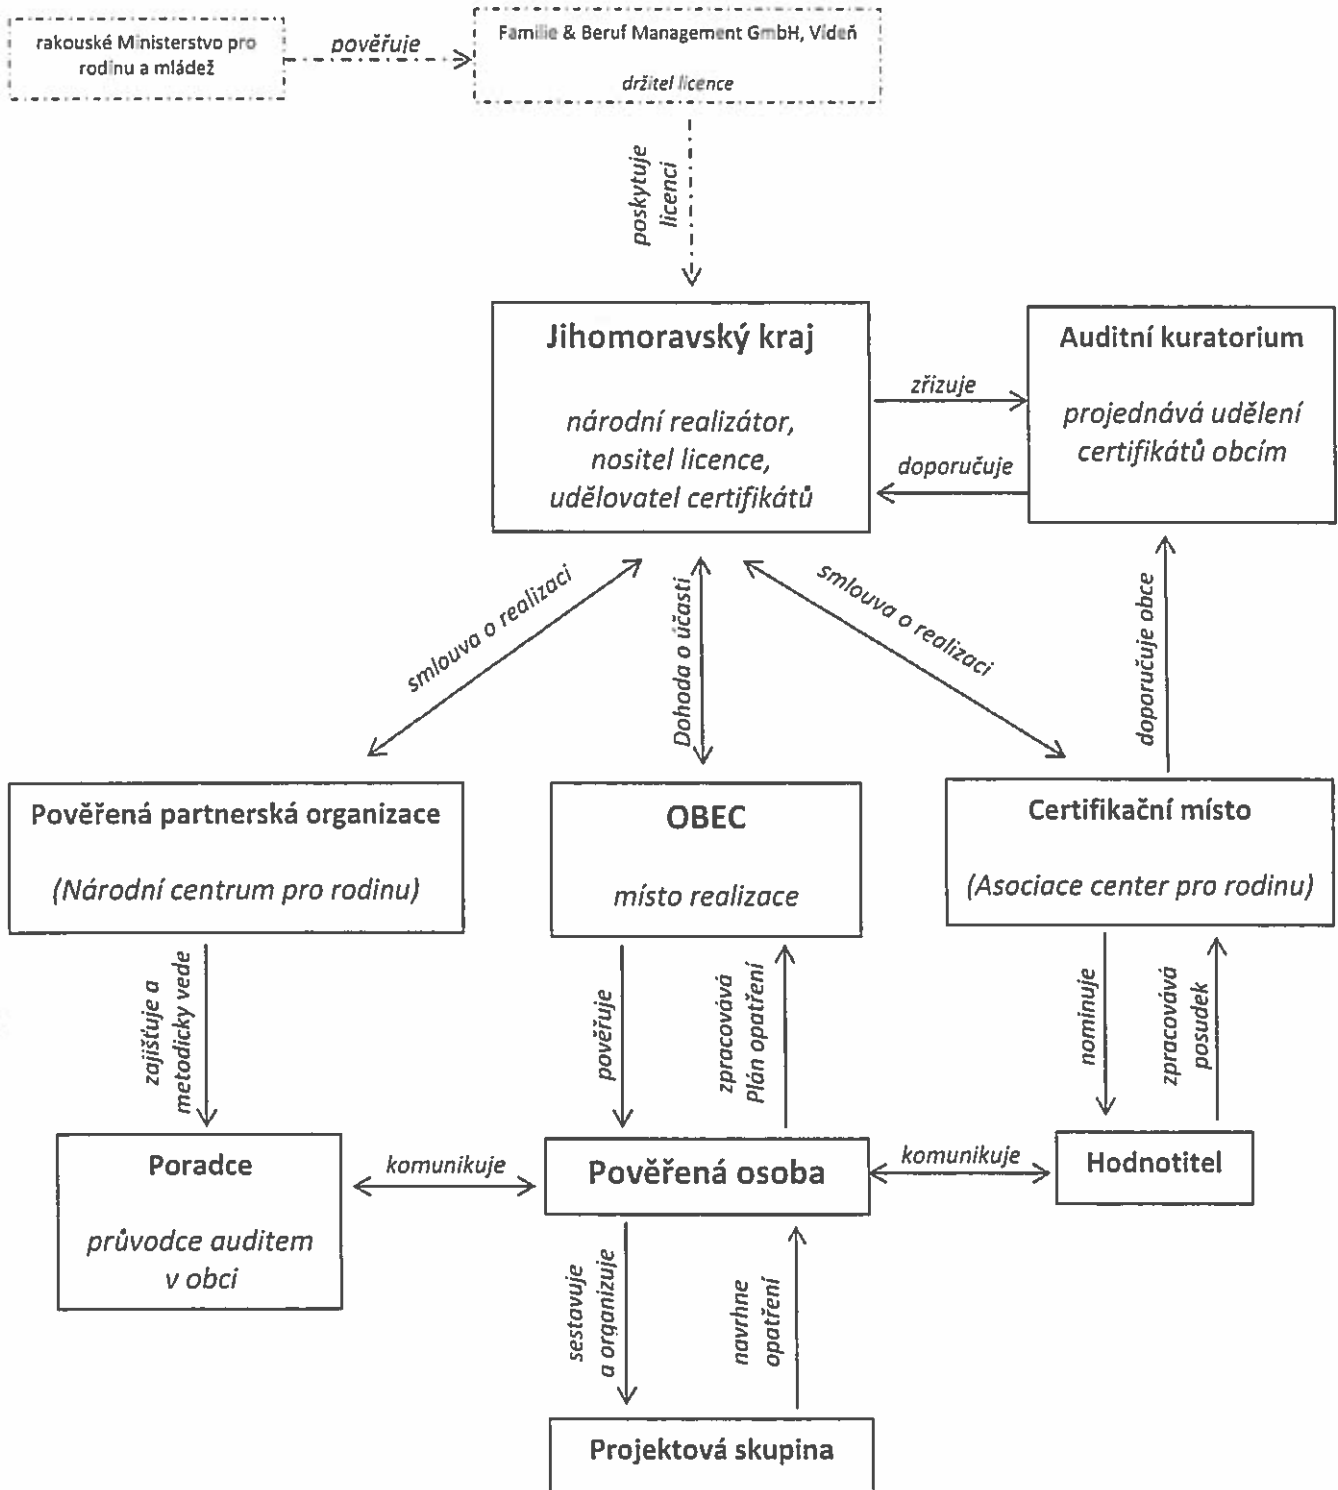 rakouské Ministerstvo pro
rodinu a mládež
pověřuje
Familie & Beruf Management GmbH, Vídeň
držitel licence
poskytuje
licenci
Jihomoravský kraj
národní realizátor,
nositel licence,
udělovatel certifikátů
zřizuje
doporučuje
Auditní kuratorium
projednává udělení
certifikátů obcím
smlouva o realizaci
Dohoda o účasti
smlouva o realizaci
doporučuje obce
Pověřená partnerská organizace
(Národní centrum pro rodinu)
OBEC
místo realizace
Certifikační místo
(Asociace center pro rodinu)
zajišťuje a
metodicky vede
pověřuje
zpracovává
Plán opatření
nominuje
zpracovává
posudek
Poradce
průvodce auditem
v obci
komunikuje
Pověřená osoba
komunikuje
Hodnotitel
sestavuje
a organizuje
navrhne
opatření
Projektová skupina